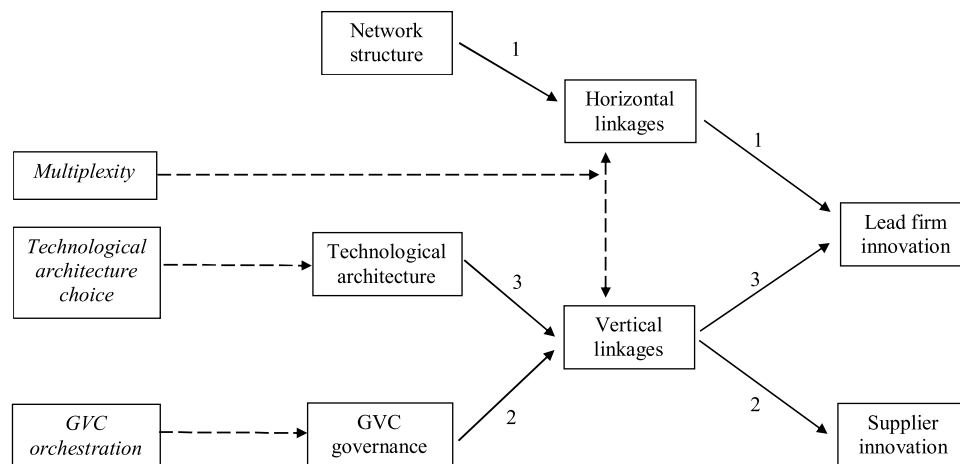 Network
structure
1
Horizontal
linkages
1
Multiplexity
Lead firm
innovation
Technological
architecture
choice
Technological
architecture
3
3
Vertical
linkages
GVC
orchestration
GVC
governance
2
2
Supplier
innovation